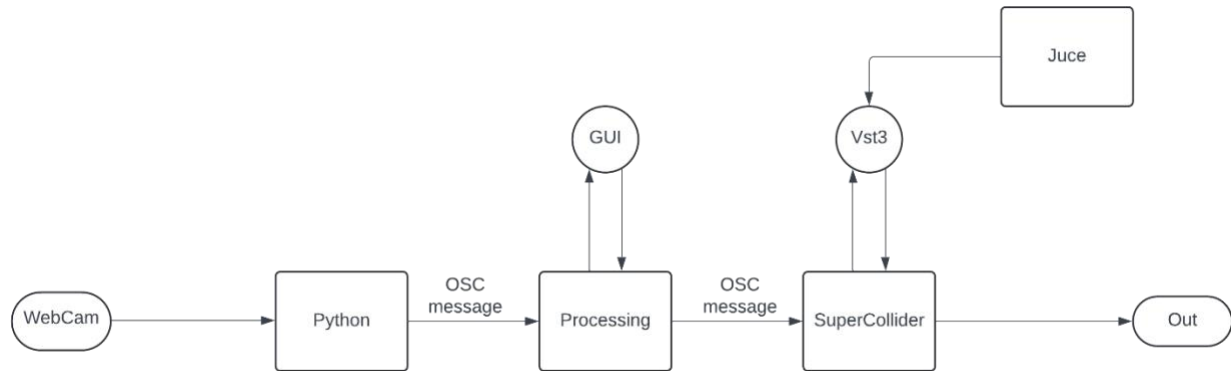 Juce
GUI
Vst3
OSC
message
OSC
message
WebCam
Python
Processing
SuperCollider
Out